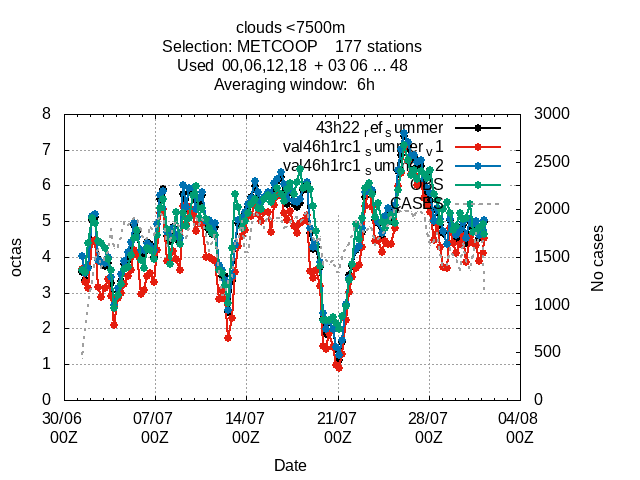 clouds <7500m
Selection: METCOOP 177 stations
Used 00,06,12,18 + 03 06 ... 48
Averaging window: 6h
8 3000
43h22 ref summer
7 val46h1rc1 summer v1 2500
val46h1rc1 summer v2
6 OBS
CASES 2000
5
octas 4 1500 No cases
3 1000
2
1 500
0 0
30/06 07/07 14/07 21/07 28/07 04/08
00Z 00Z 00Z 00Z 00Z 00Z
Date